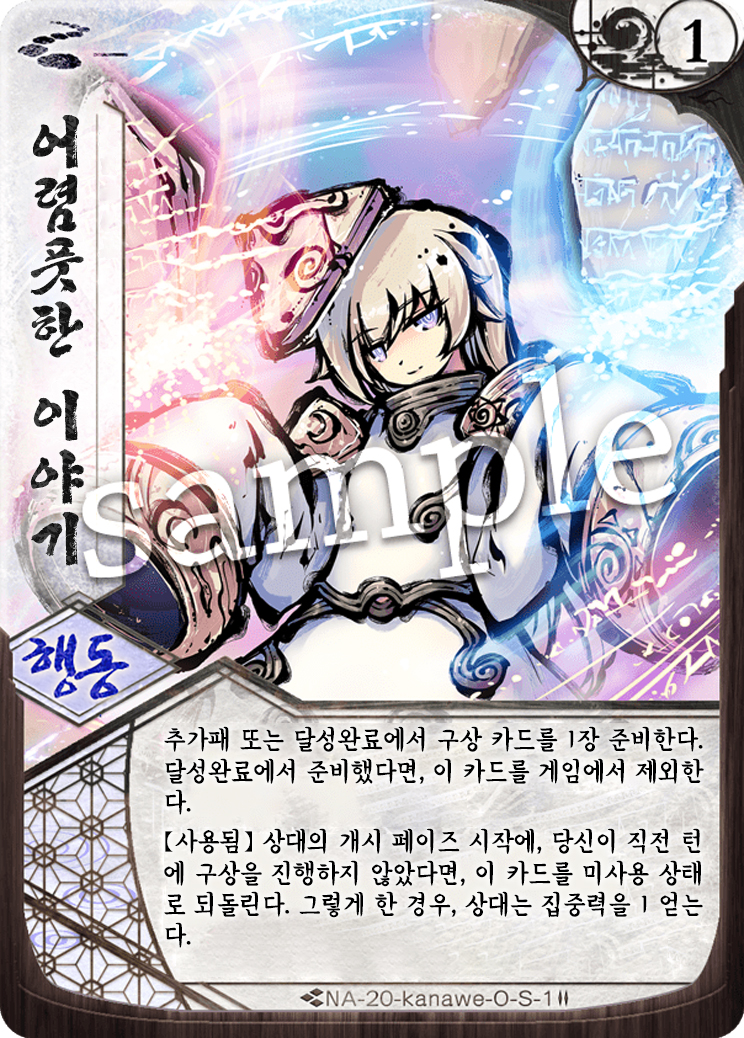 1
어렴풋한 이야기
sample
행동
추가패 또는 달성완료에서 구상 카드를 1장 준비한다.
달성완료에서 준비했다면, 이 카드를 게임에서 제외한
다.
【사용됨】 상대의 개시 페이즈 시작에, 당신이 직전 턴
에 구상을 진행하지 않았다면, 이 카드를 미사용 상태
로 되돌린다. 그렇게 한 경우, 상대는 집중력을 1 얻는
다.
NA-20-kanawe-O-S-1